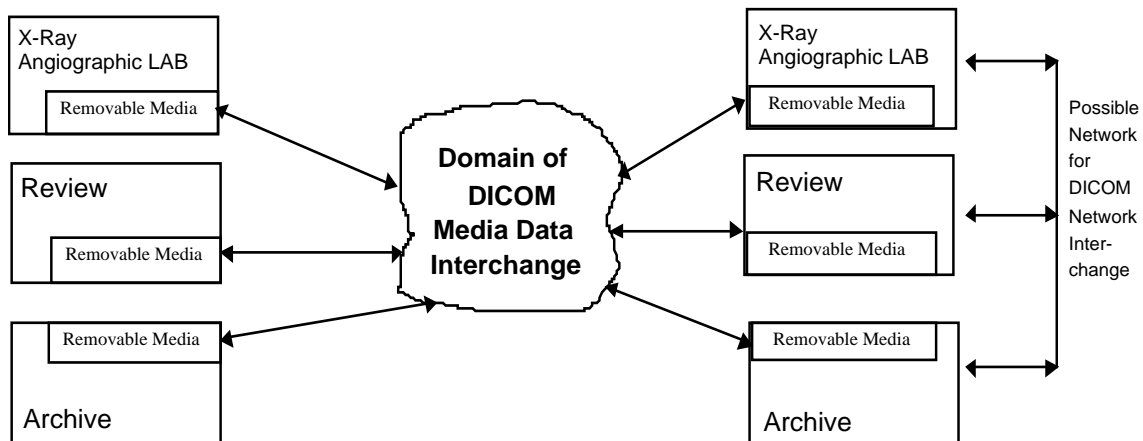 X-Ray
Angiographic LAB
Removable Media
Review
Removable Media
Removable Media
Archive
Domain of
DICOM
Media Data
Interchange
X-Ray
Angiographic LAB
Removable Media
Review
Removable Media
Removable Media
Archive
Possible
Network
for
DICOM
Network
Inter-
change